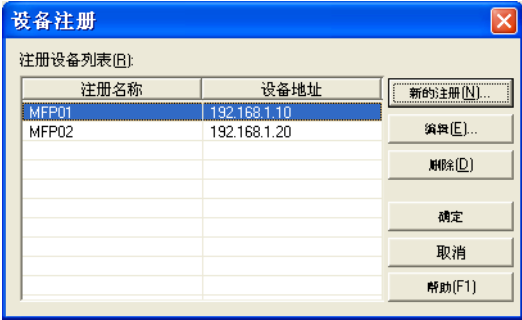 设备注册
注册设备列表(R):
注册名称 设备地址
MFP01 192.168.1.10
MFP02 192.168.1.20
新的注册(N)...
编辑(E)...
删除(D)
确定
取消
帮助(F1)